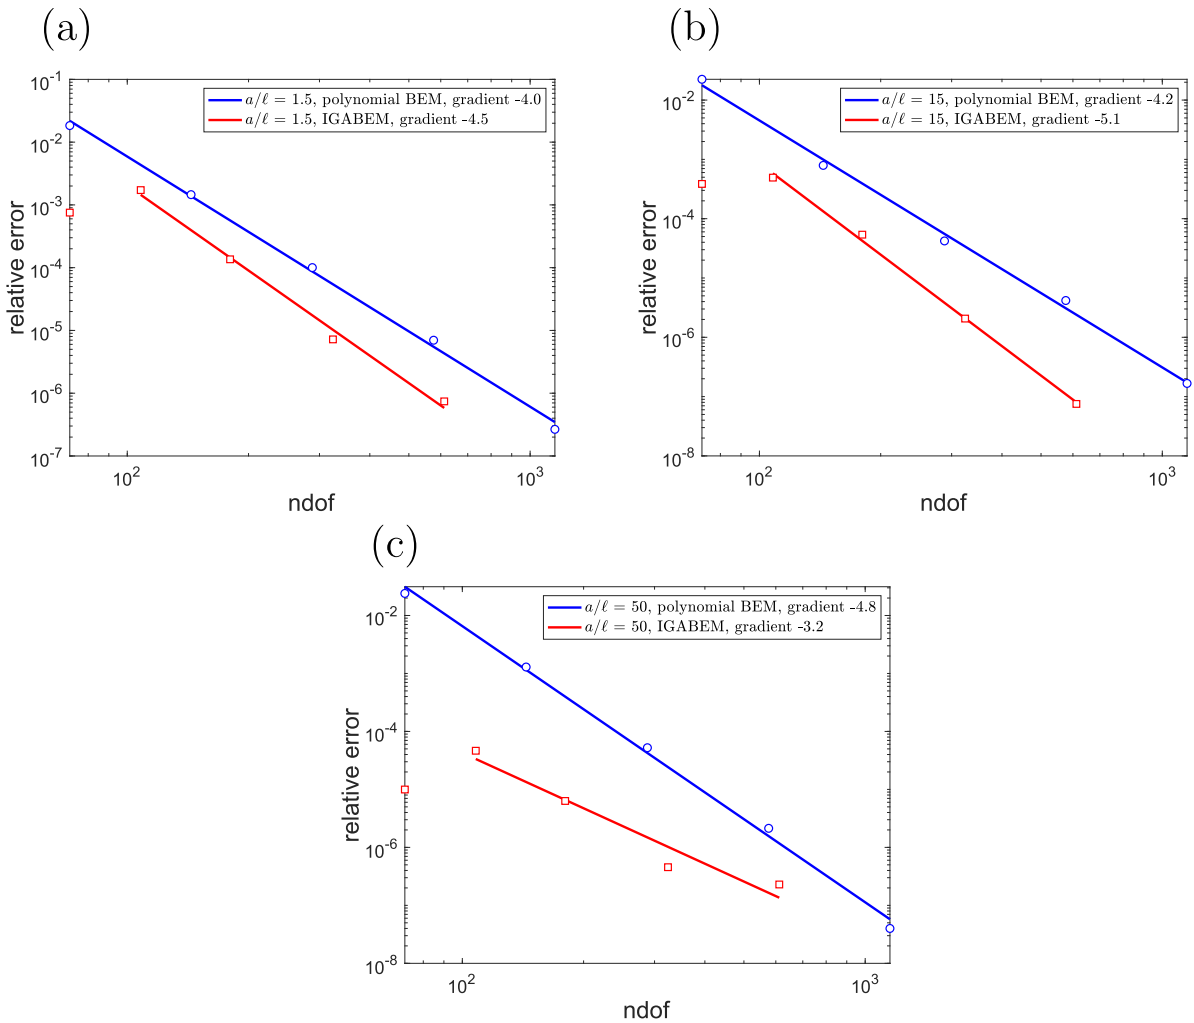 (a)
10^-1
10^-2
10^-3
10^-4
10^-5
10^-6
10^-7
relative error
a/ℓ = 1.5, polynomial BEM, gradient -4.0
a/ℓ = 1.5, IGABEM, gradient -4.5
10^2
10^3
ndof
(b)
10^-2
10^-4
10^-6
10^-8
relative error
a/ℓ = 15, polynomial BEM, gradient -4.2
a/ℓ = 15, IGABEM, gradient -5.1
10^2
10^3
ndof
(c)
10^-2
10^-4
10^-6
10^-8
relative error
a/ℓ = 50, polynomial BEM, gradient -4.8
a/ℓ = 50, IGABEM, gradient -3.2
10^2
10^3
ndof